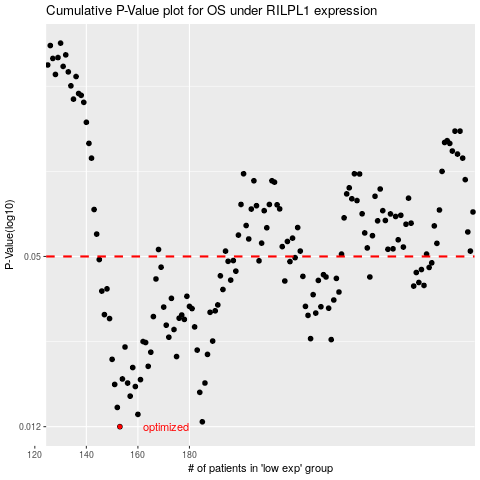 Cumulative P-Value plot for OS under RILPL1 expression
P-Value(log10)
0.05
0.012
optimized
120 140 160 180
# of patients in 'low exp' group